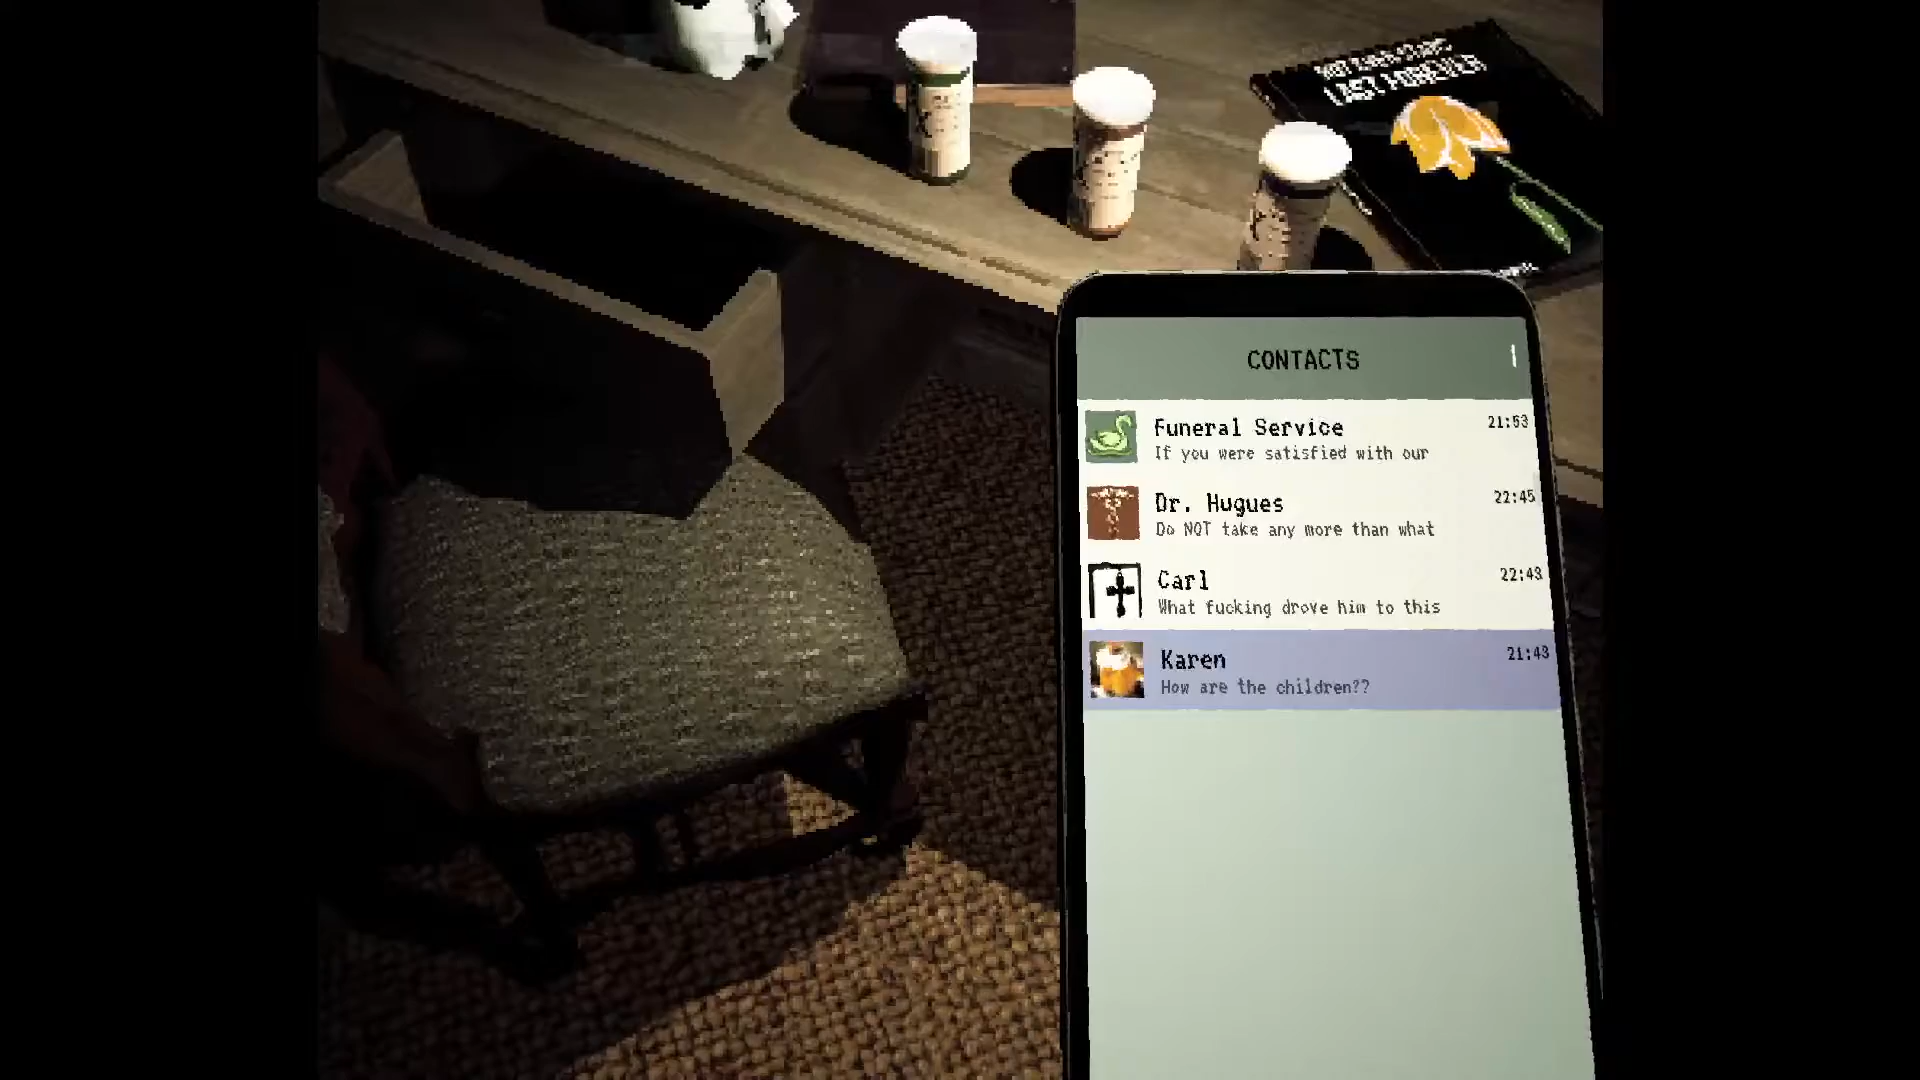 LAST FOREVER
CONTACTS
Funeral Service
21:53
If you were satisfied with our
Dr. Hugues
22:45
Do NOT take any more than what
Carl
22:43
What fucking drove him to this
Karen
21:43
How are the children??